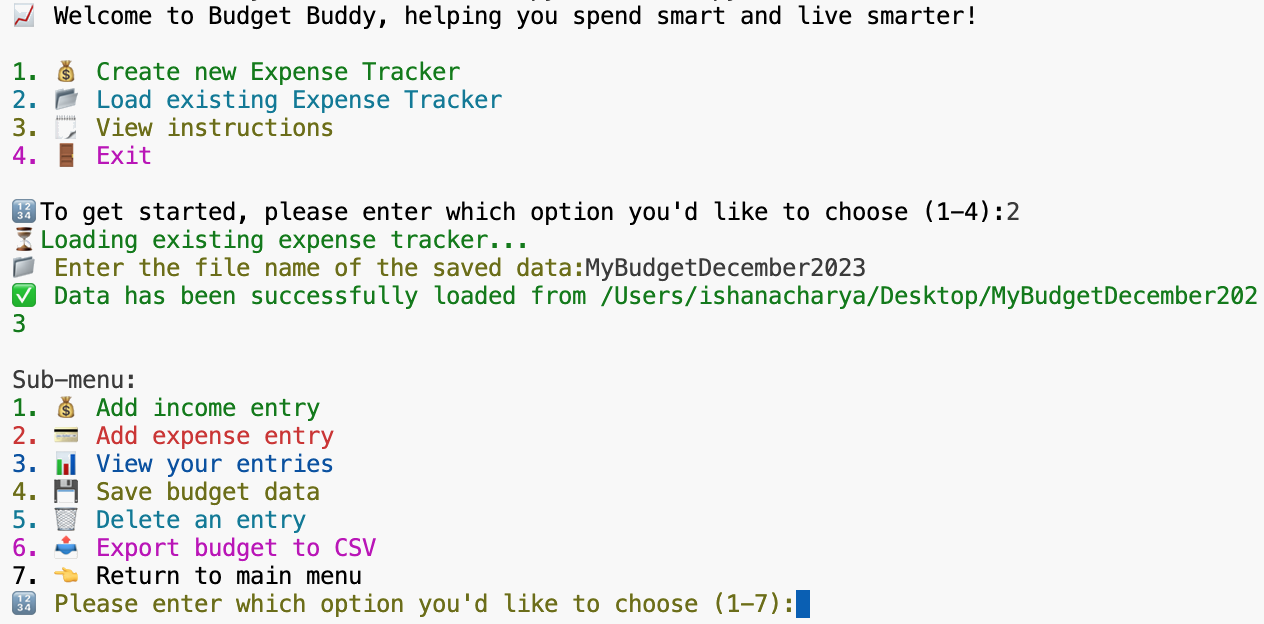 📈 Welcome to Budget Buddy, helping you spend smart and live smarter!
1. 💰 Create new Expense Tracker
2. 📂 Load existing Expense Tracker
3. 🗒️ View instructions
4. 🚪 Exit
🔢To get started, please enter which option you'd like to choose (1-4):2
⏳Loading existing expense tracker...
📁 Enter the file name of the saved data:MyBudgetDecember2023
✅ Data has been successfully loaded from /Users/ishanacharya/Desktop/MyBudgetDecember202
3
Sub-menu:
1. 💰 Add income entry
2. 💳 Add expense entry
3. 📊 View your entries
4. 💾 Save budget data
5. 🗑️ Delete an entry
6. 📤 Export budget to CSV
7. 👈 Return to main menu
🔢 Please enter which option you'd like to choose (1-7):